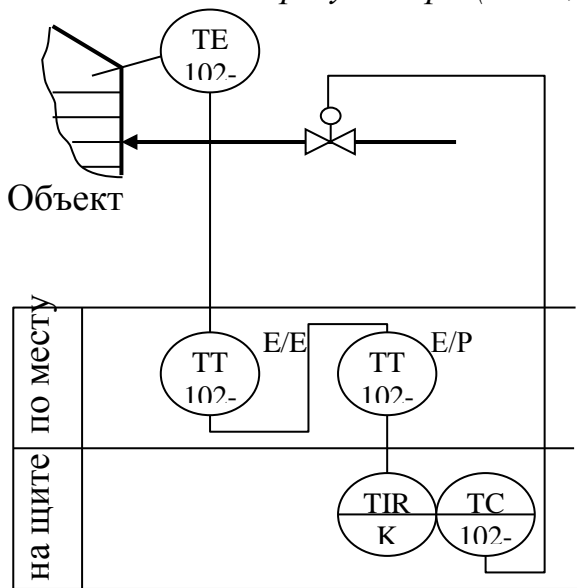 TE
102-
Объект
по месту
TT
102-
E/E
TT
102-
E/P
на щите
TIR
K
TC
102-